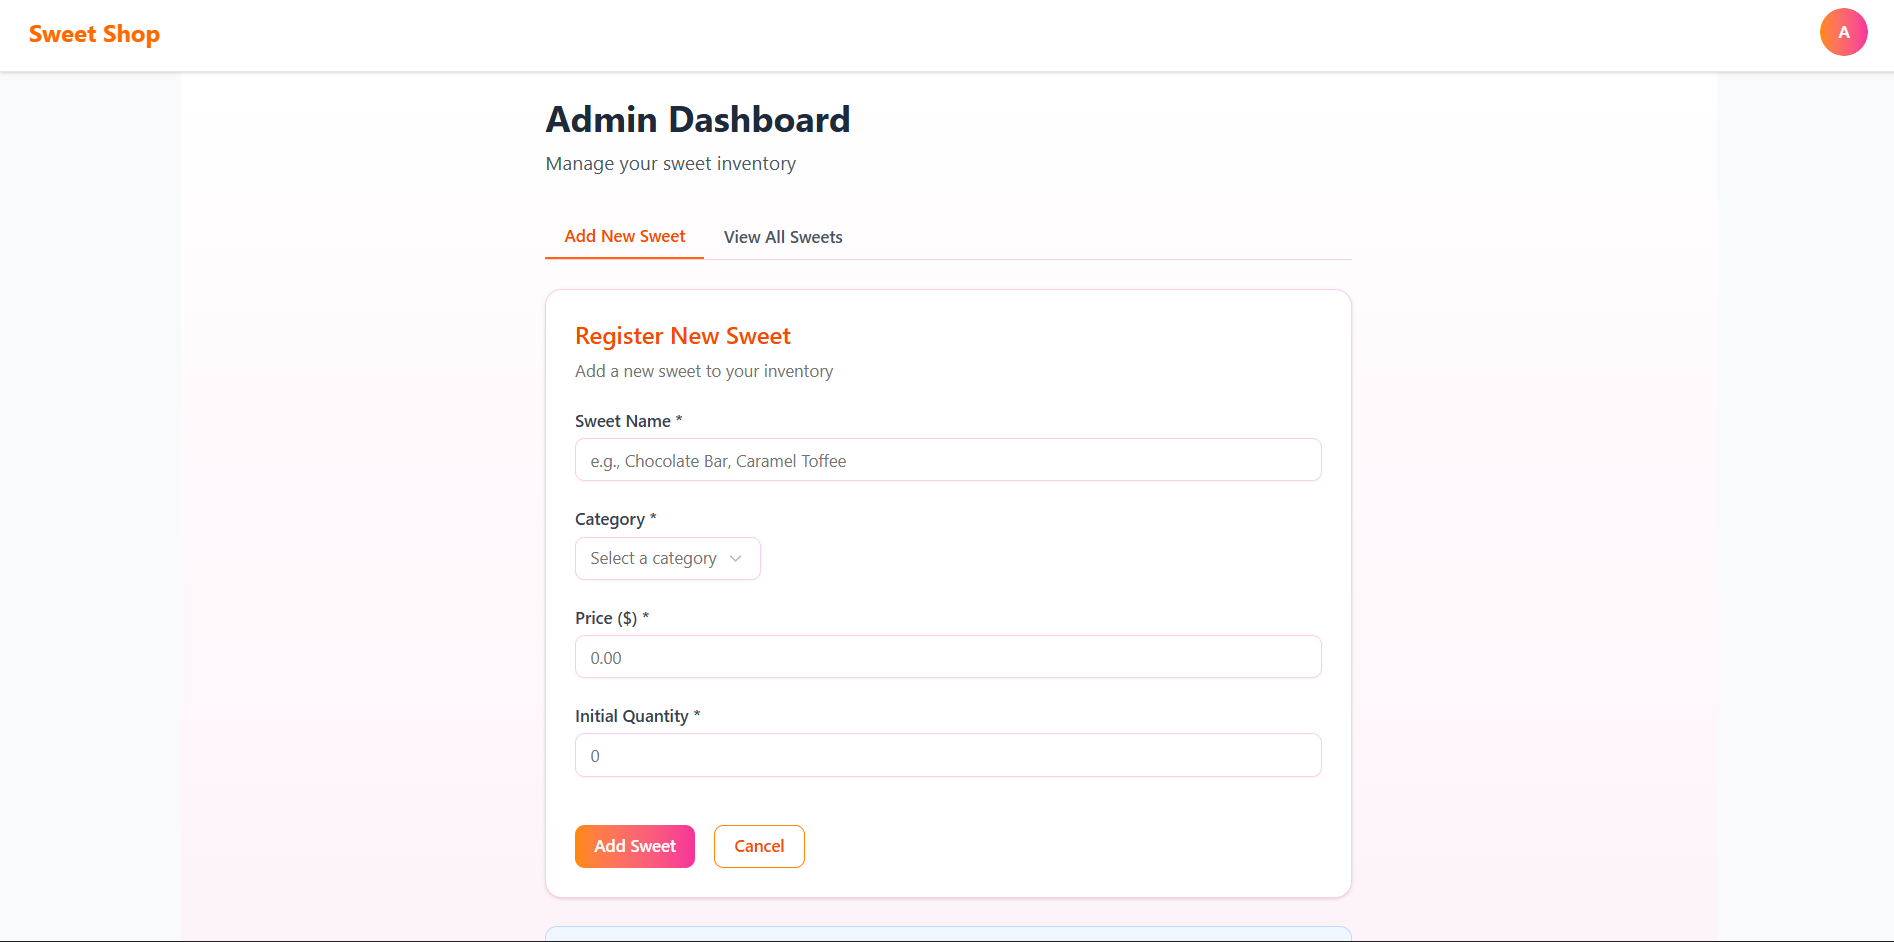 Sweet Shop
A
Admin Dashboard
Manage your sweet inventory
Add New Sweet
View All Sweets
Register New Sweet
Add a new sweet to your inventory
Sweet Name *
e.g., Chocolate Bar, Caramel Toffee
Category *
Select a category
Price ($) *
0.00
Initial Quantity *
0
Add Sweet
Cancel